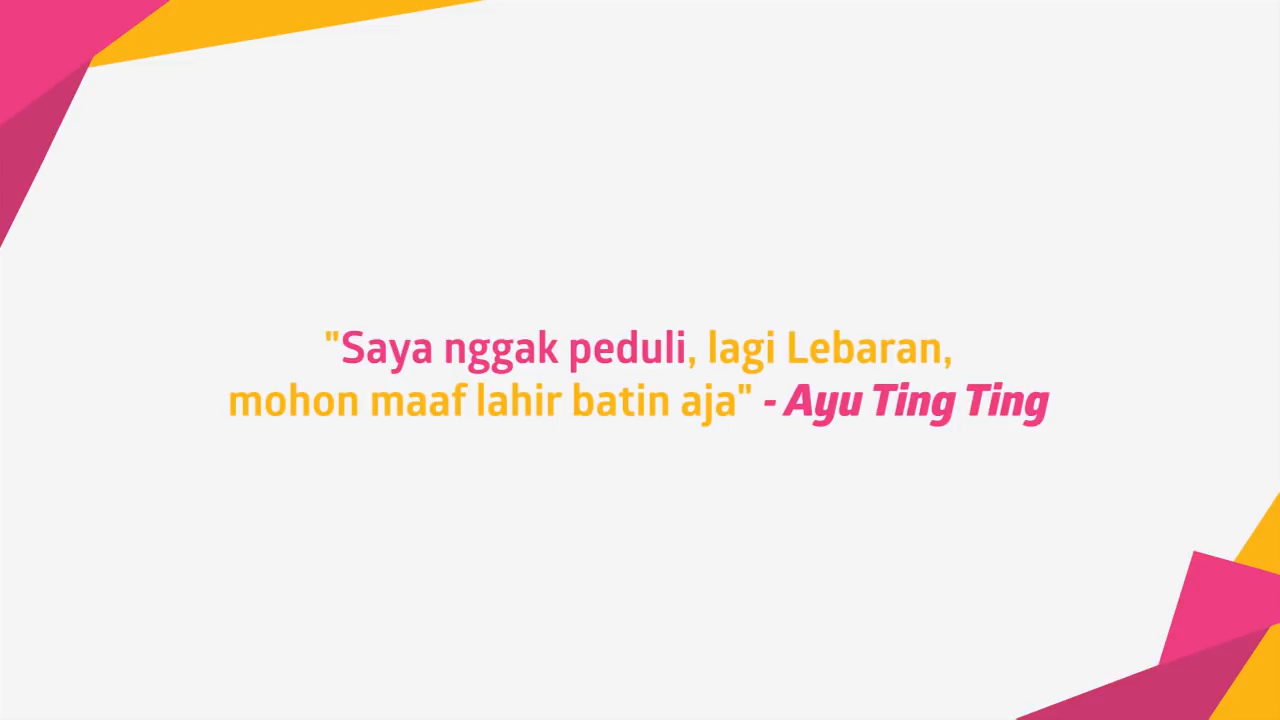 "Saya nggak peduli, lagi Lebaran,
mohon maaf lahir batin aja" - Ayu Ting Ting